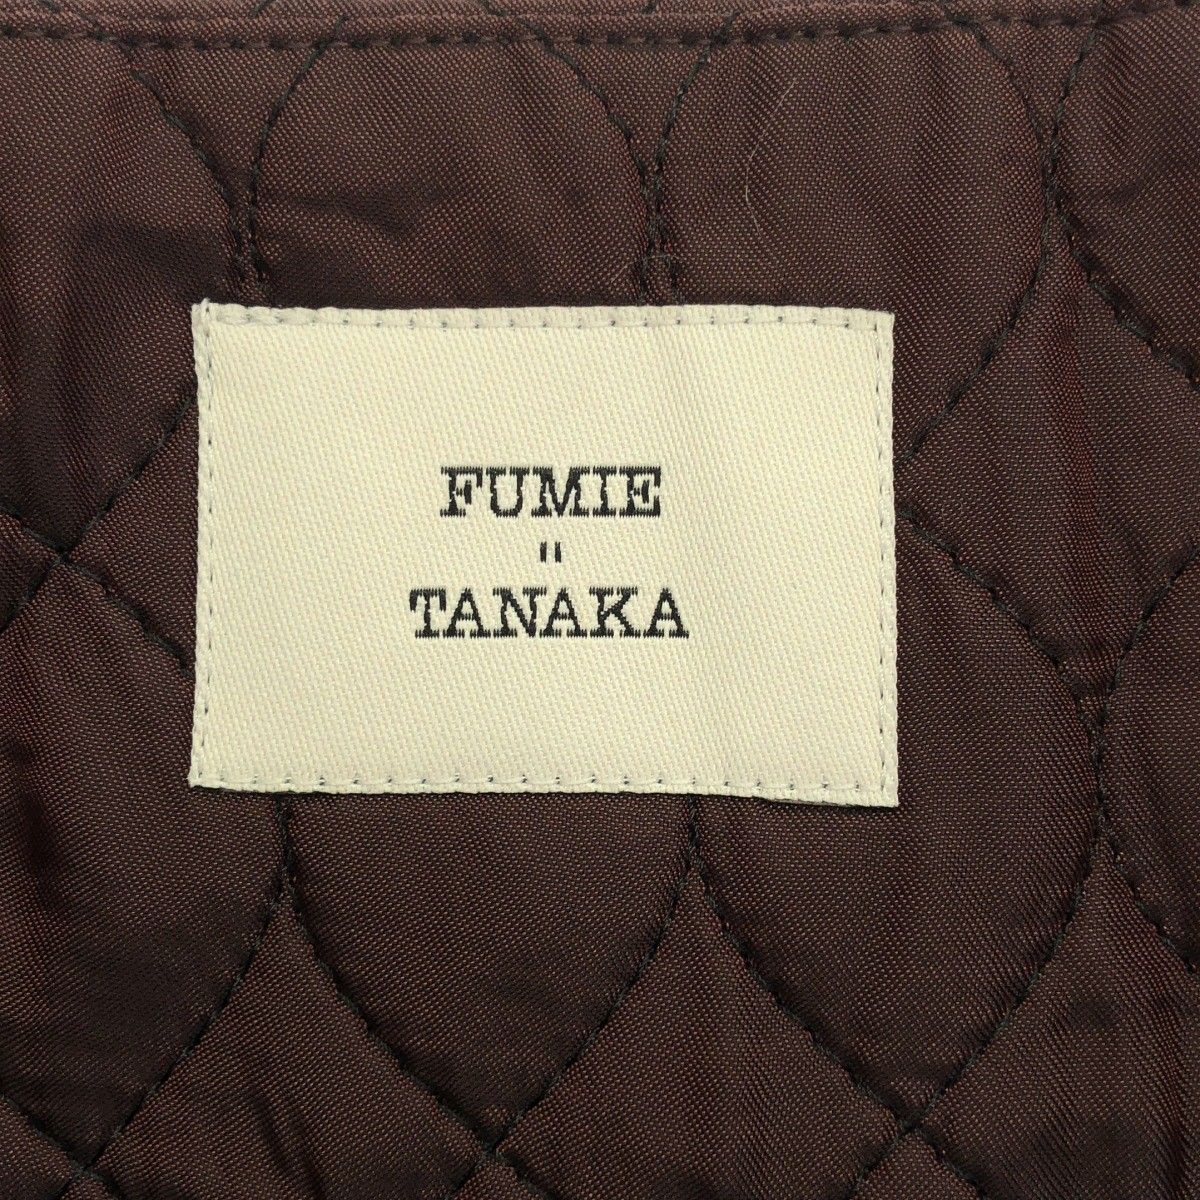 FUMIE
"
TANAKA